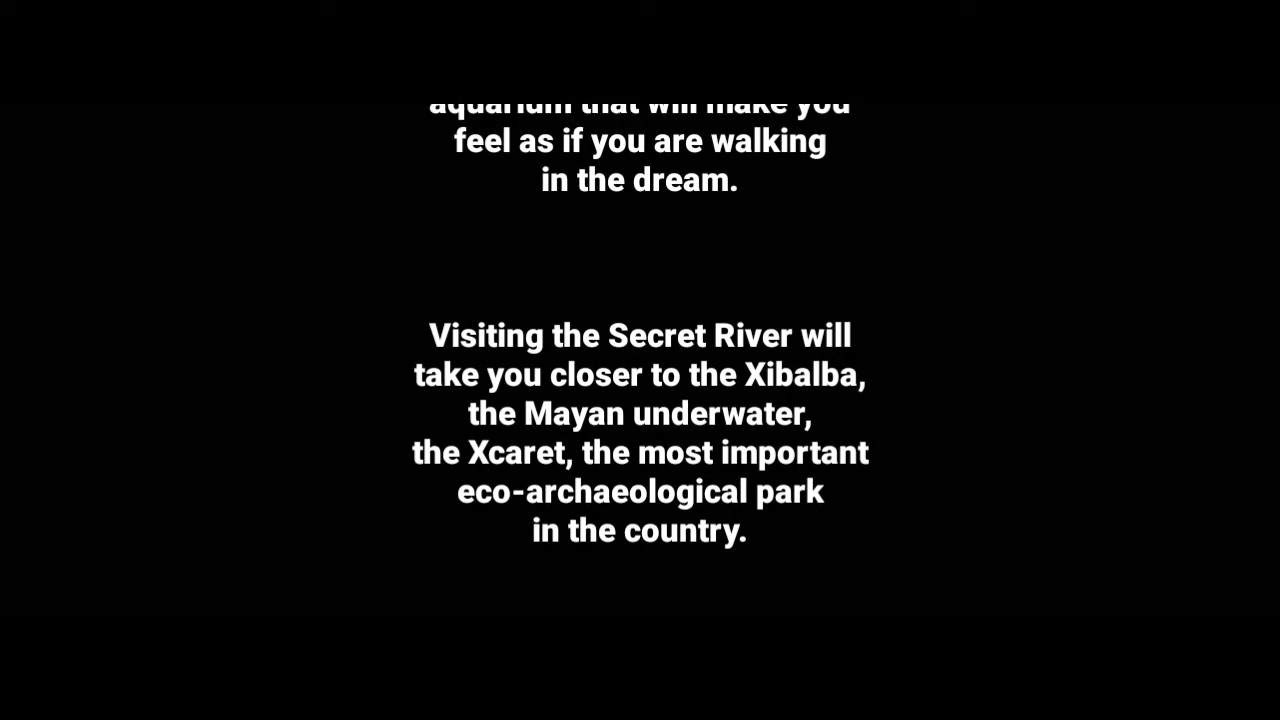 aquarium that will make you
feel as if you are walking
in the dream.
Visiting the Secret River will
take you closer to the Xibalba,
the Mayan underwater,
the Xcaret, the most important
eco-archaeological park
in the country.